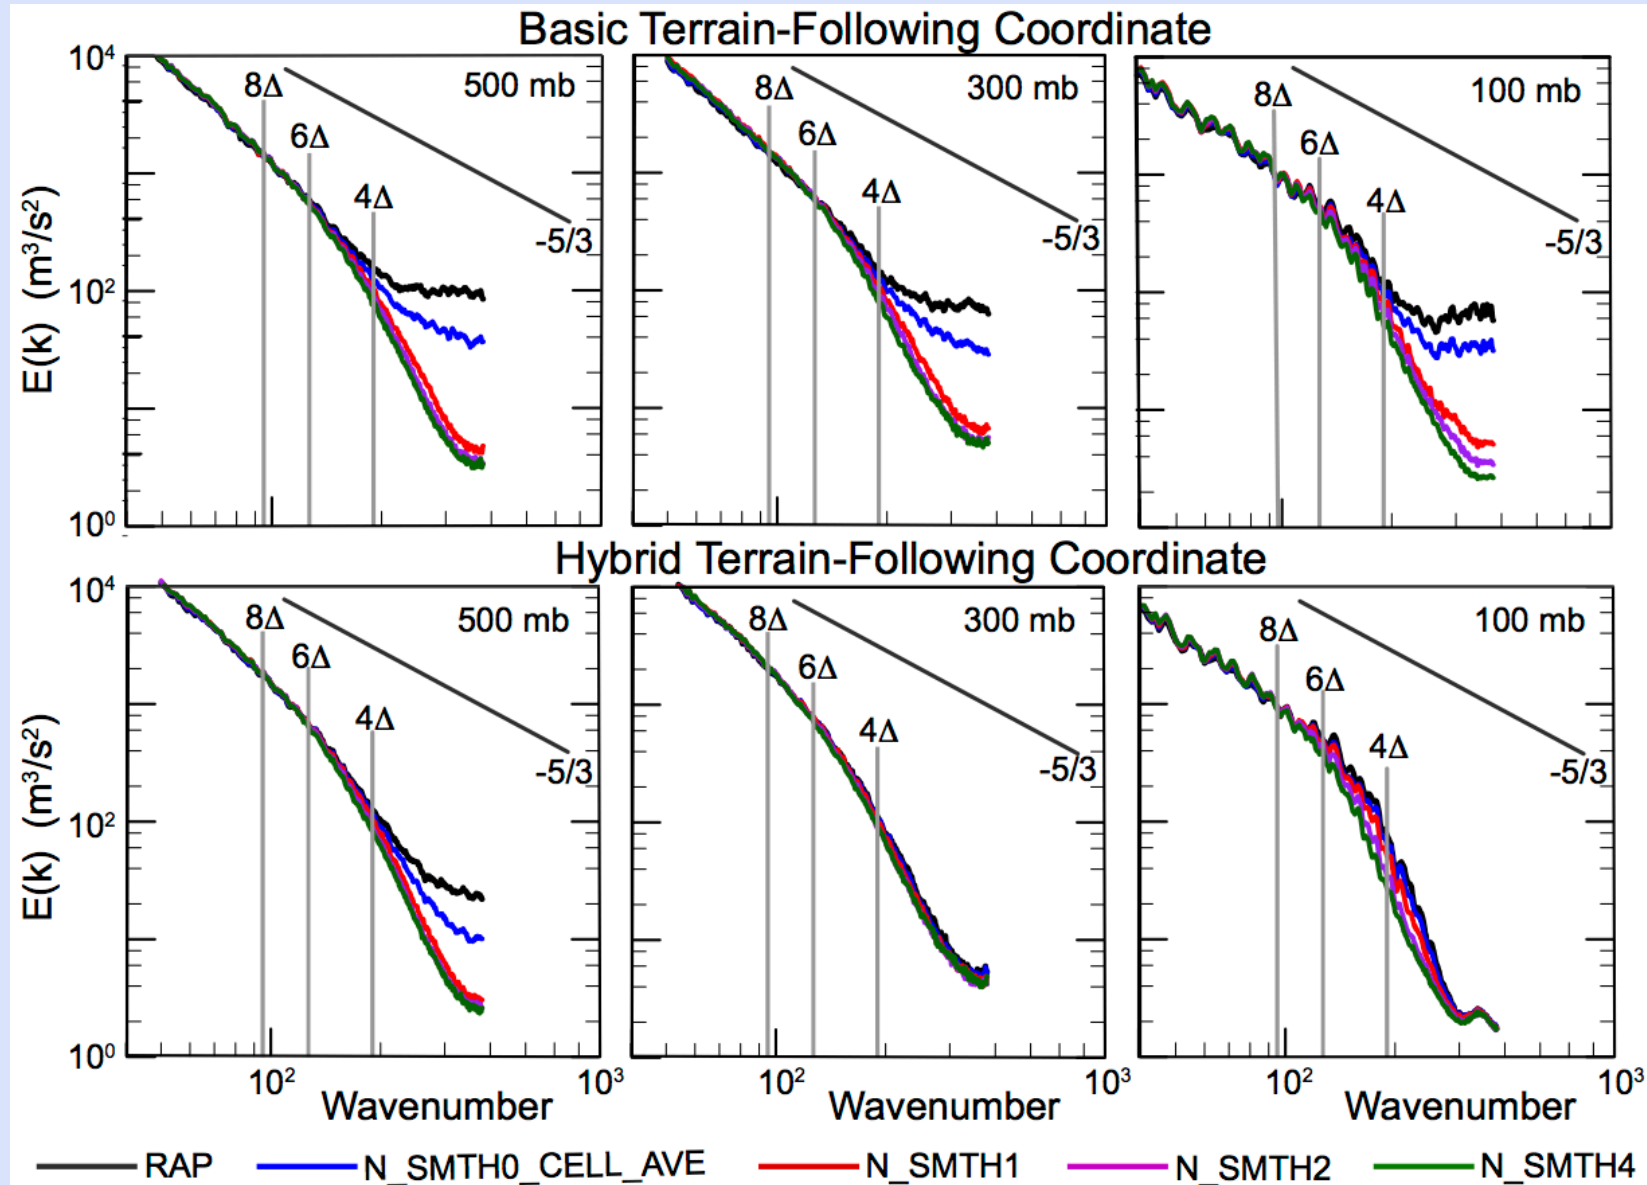 Basic Terrain-Following Coordinate
10⁴
8Δ
500 mb
6Δ
4Δ
-5/3
10²
10⁰
E(k) (m³/s²)
8Δ
300 mb
6Δ
4Δ
-5/3
8Δ
100 mb
6Δ
4Δ
-5/3
Hybrid Terrain-Following Coordinate
10⁴
8Δ
500 mb
6Δ
4Δ
-5/3
10²
10⁰
E(k) (m³/s²)
8Δ
300 mb
6Δ
4Δ
-5/3
8Δ
100 mb
6Δ
4Δ
-5/3
10² 10³ 10² 10³ 10² 10³
Wavenumber Wavenumber Wavenumber
RAP N_SMTH0_CELL_AVE N_SMTH1 N_SMTH2 N_SMTH4